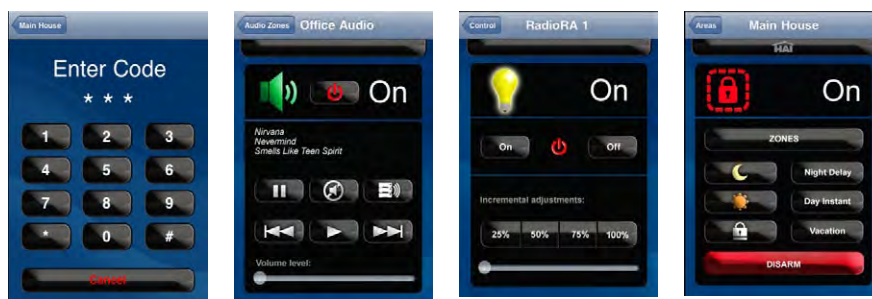 Main House
Enter Code
* * *
1 2 3
4 5 6
7 8 9
* 0 #
Cancel
Audio Zones Office Audio
On
Nirvana
Nevermind
Smells Like Teen Spirit
Volume level:
Control RadioRA 1
On
On Off
Incremental adjustments:
25% 50% 75% 100%
Areas Main House
HAI
On
ZONES
Night Delay
Day Instant
Vacation
DISARM